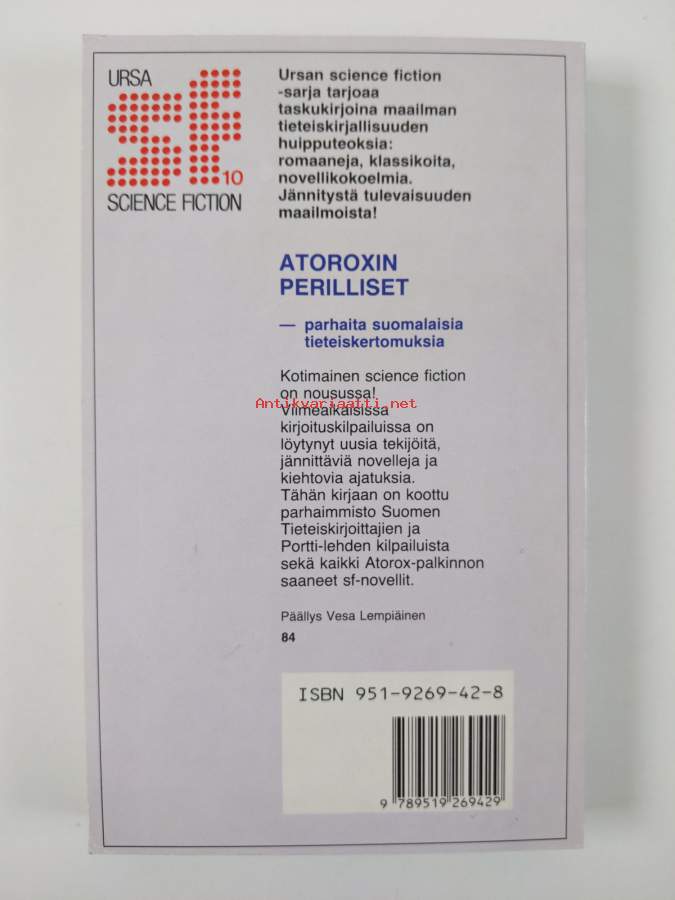 URSA
sf
10
SCIENCE FICTION
Ursan science fiction
-sarja tarjoaa
taskukirjoina maailman
tieteiskirjallisuuden
huipputeoksia:
romaaneja, klassikoita,
novellikokoelmia.
Jännitystä tulevaisuuden
maailmoista!
ATOROXIN
PERILLISET
— parhaita suomalaisia
tieteiskertomuksia
Kotimainen science fiction
on nousussa!
Antikvariaatti.net
Viimeaikaisissa
kirjoituskilpailuissa on
löytynyt uusia tekijöitä,
jännittäviä novelleja ja
kiehtovia ajatuksia.
Tähän kirjaan on koottu
parhaimmisto Suomen
Tieteiskirjoittajien ja
Portti-lehden kilpailuista
sekä kaikki Atorox-palkinnon
saaneet sf-novellit.
Päällys Vesa Lempiäinen
84
ISBN 951-9269-42-8
9 789519 269429